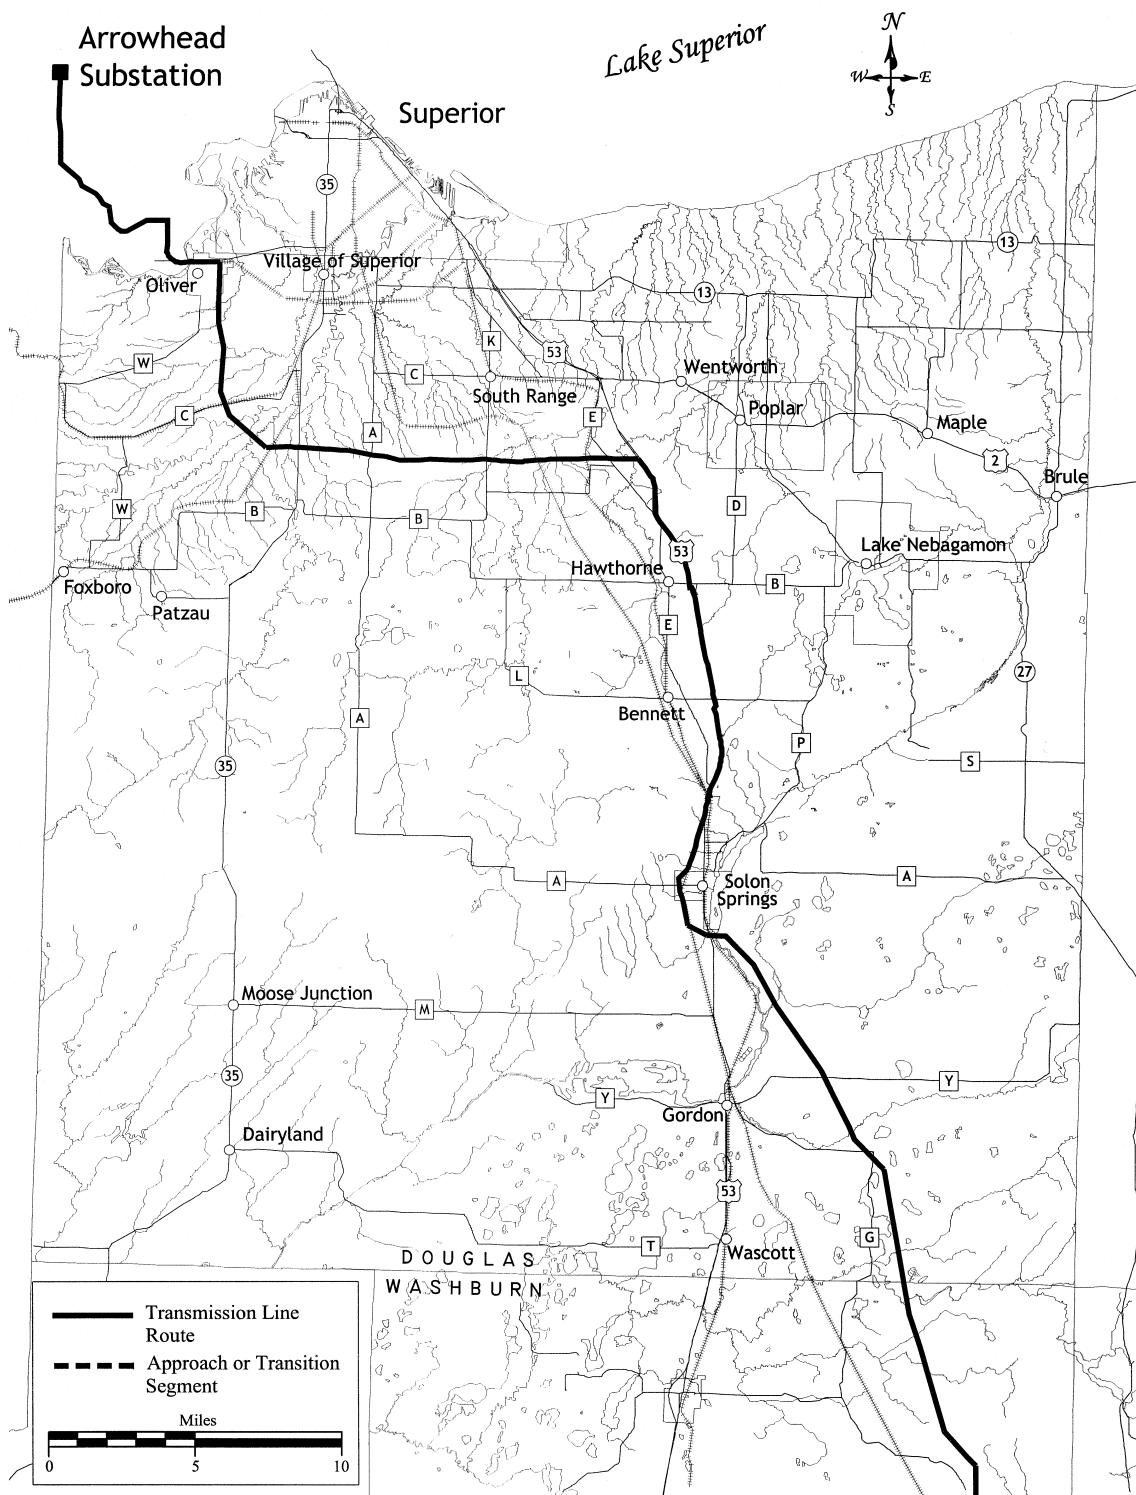 Arrowhead
Substation
Lake Superior
N
W
E
S
Superior
35
13
Village of Superior
Oliver
13
K
53
W
C
Wentworth
South Range
Poplar
C
E
A
Maple
2
Brule
W
B
B
D
53
Lake Nebagamon
Hawthorne
B
Foxboro
Patzau
E
L
27
A
Bennett
P
35
S
A
Solon
Springs
A
Moose Junction
M
35
Y
Y
Gordon
Dairyland
53
G
T
Wascott
DOUGLAS
WASHBURN
Transmission Line
Route
Approach or Transition
Segment
Miles
0
5
10